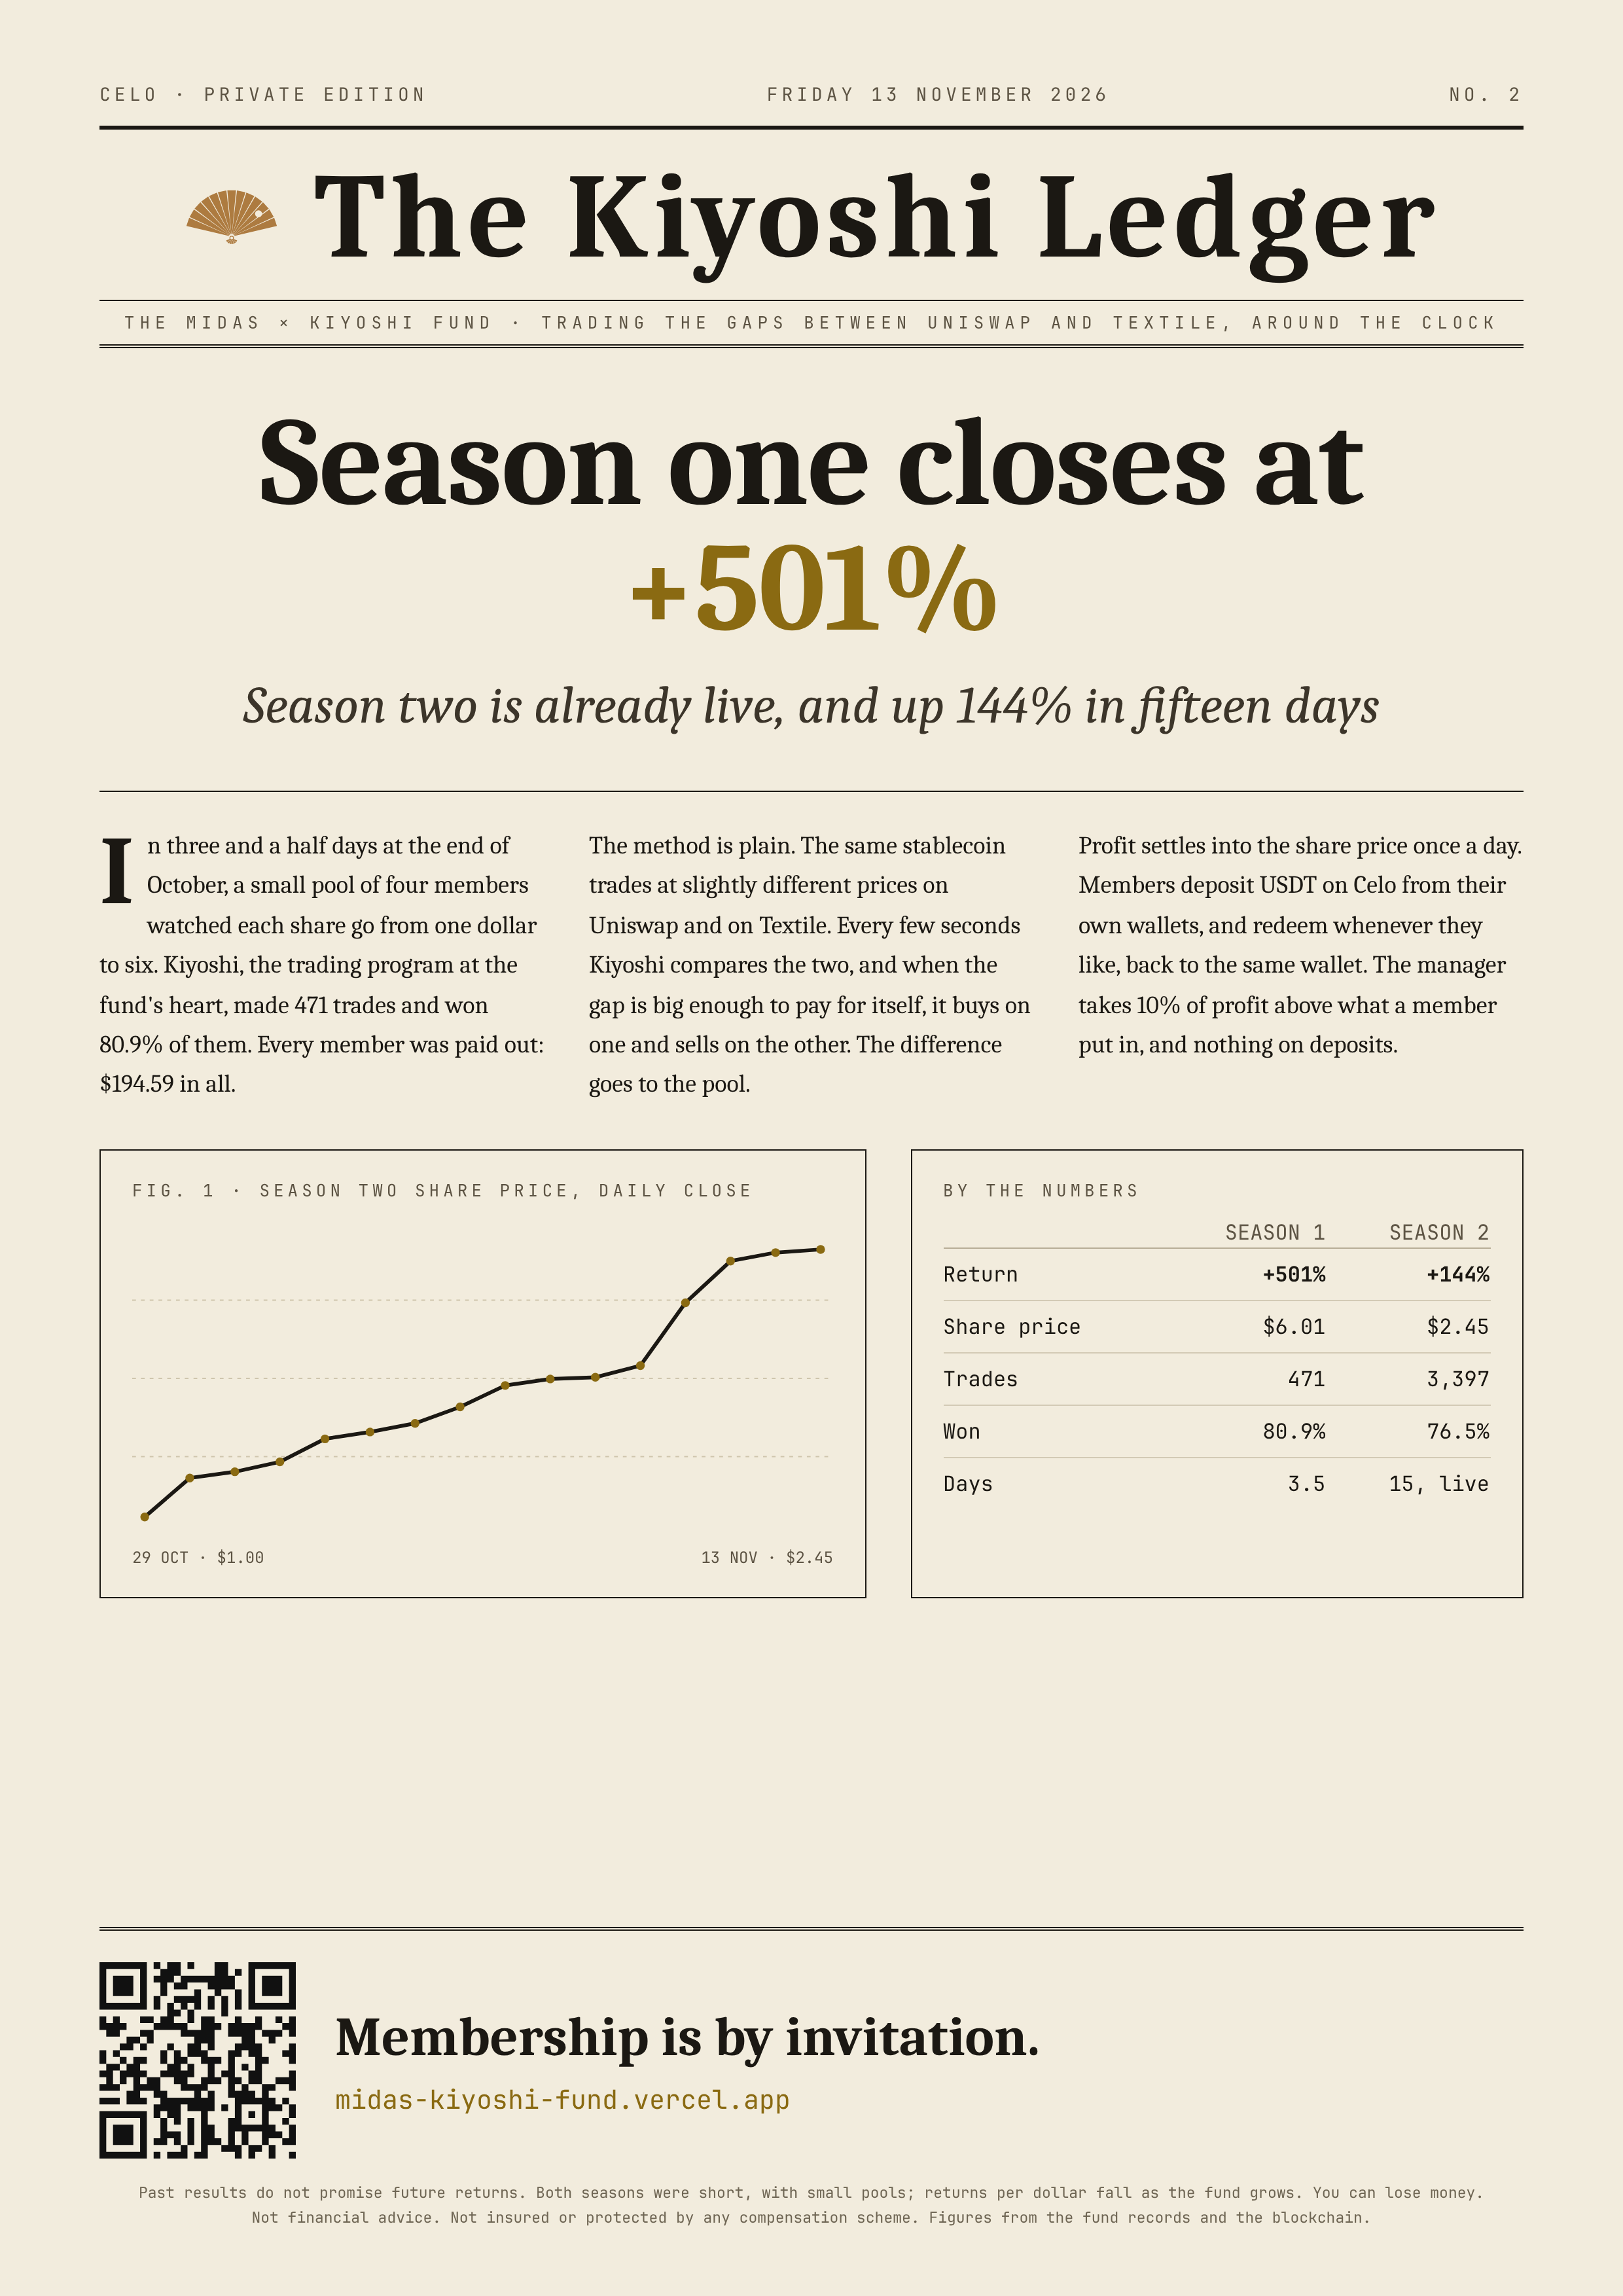 CELO · PRIVATE EDITION
FRIDAY 13 NOVEMBER 2026
NO. 2
The Kiyoshi Ledger
THE MIDAS × KIYOSHI FUND · TRADING THE GAPS BETWEEN UNISWAP AND TEXTILE, AROUND THE CLOCK
Season one closes at
+501%
Season two is already live, and up 144% in fifteen days
In three and a half days at the end of
October, a small pool of four members
watched each share go from one dollar
to six. Kiyoshi, the trading program at the
fund's heart, made 471 trades and won
80.9% of them. Every member was paid out:
$194.59 in all.
The method is plain. The same stablecoin
trades at slightly different prices on
Uniswap and on Textile. Every few seconds
Kiyoshi compares the two, and when the
gap is big enough to pay for itself, it buys on
one and sells on the other. The difference
goes to the pool.
Profit settles into the share price once a day.
Members deposit USDT on Celo from their
own wallets, and redeem whenever they
like, back to the same wallet. The manager
takes 10% of profit above what a member
put in, and nothing on deposits.
FIG. 1 · SEASON TWO SHARE PRICE, DAILY CLOSE
29 OCT · $1.00
13 NOV · $2.45
BY THE NUMBERS
SEASON 1 SEASON 2
Return +501% +144%
Share price $6.01 $2.45
Trades 471 3,397
Won 80.9% 76.5%
Days 3.5 15, live
Membership is by invitation.
midas-kiyoshi-fund.vercel.app
Past results do not promise future returns. Both seasons were short, with small pools; returns per dollar fall as the fund grows. You can lose money.
Not financial advice. Not insured or protected by any compensation scheme. Figures from the fund records and the blockchain.